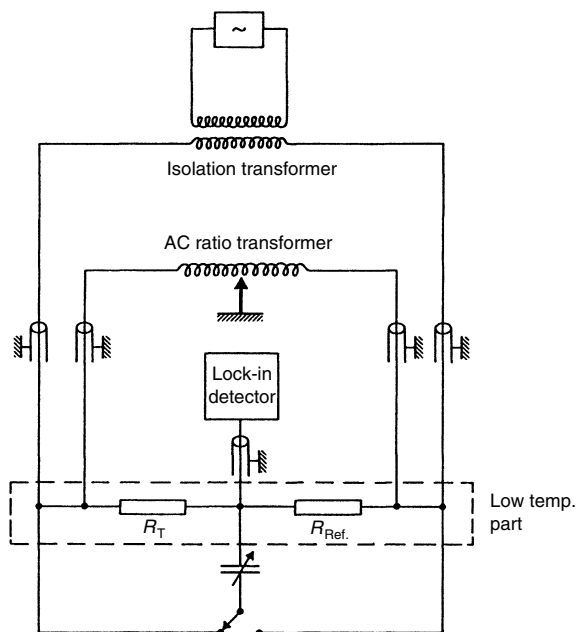 ~
Isolation transformer
AC ratio transformer
Lock-in
detector
Low temp.
part
R_T
R_Ref.